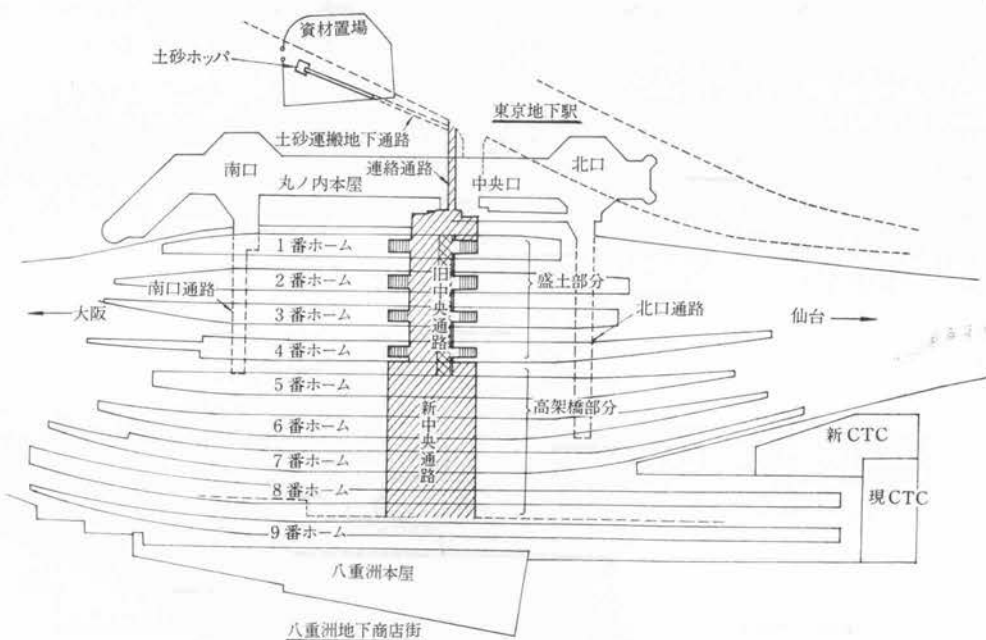 資材置場
土砂ホッパ
東京地下駅
土砂運搬地下通路
南口
連絡通路
北口
丸ノ内本屋
中央口
1番ホーム
旧中央通路
盛土部分
2番ホーム
南口通路
3番ホーム
北口通路
大阪
仙台
4番ホーム
5番ホーム
高架橋部分
新中央通路
6番ホーム
新CTC
7番ホーム
8番ホーム
現CTC
9番ホーム
八重洲本屋
八重洲地下商店街